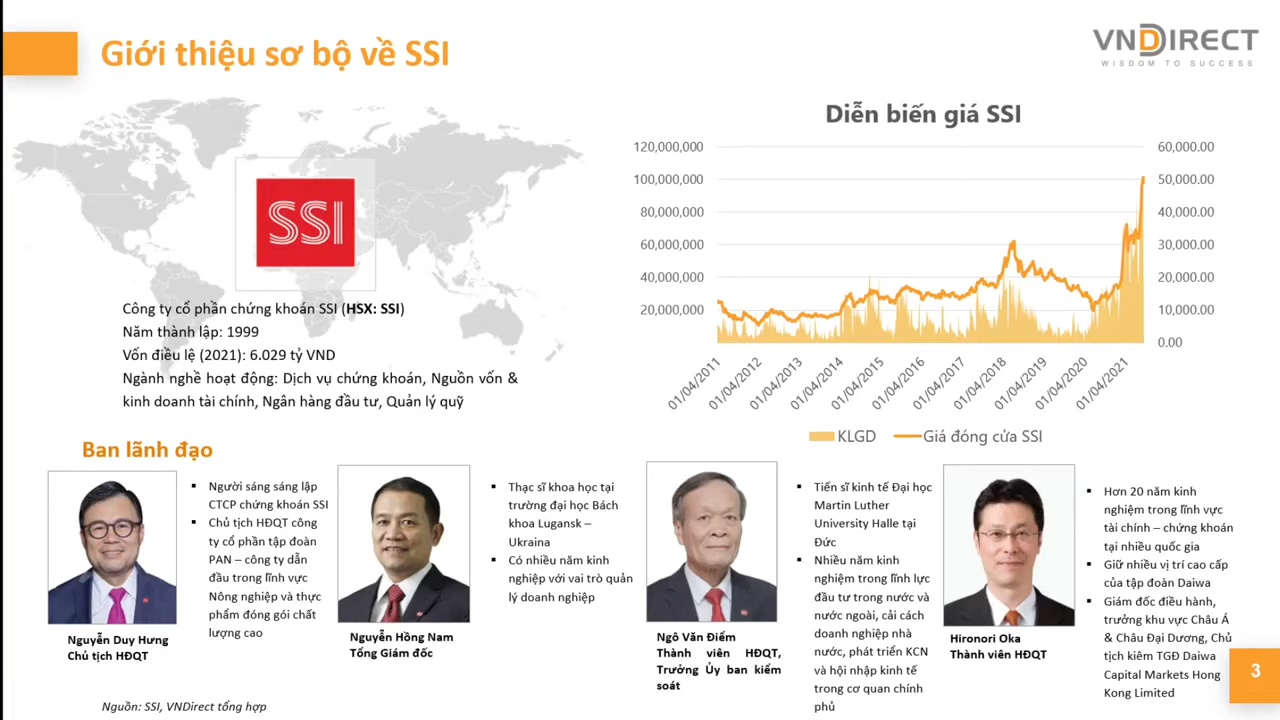 Giới thiệu sơ bộ về SSI
VNDIRECT
WISDOM TO SUCCESS
SSI
Công ty cổ phần chứng khoán SSI (HSX: SSI)
Năm thành lập: 1999
Vốn điều lệ (2021): 6.029 tỷ VND
Ngành nghề hoạt động: Dịch vụ chứng khoán, Nguồn vốn &
kinh doanh tài chính, Ngân hàng đầu tư, Quản lý quỹ
Diễn biến giá SSI
120,000,000
100,000,000
80,000,000
60,000,000
40,000,000
20,000,000
60,000.00
50,000.00
40,000.00
30,000.00
20,000.00
10,000.00
0.00
01/04/2011
01/04/2012
01/04/2013
01/04/2014
01/04/2015
01/04/2016
01/04/2017
01/04/2018
01/04/2019
01/04/2020
01/04/2021
KLGD
Giá đóng cửa SSI
Ban lãnh đạo
Nguyễn Duy Hưng
Chủ tịch HĐQT
▪ Người sáng sáng lập
CTCP chứng khoán SSI
▪ Chủ tịch HĐQT công
ty cổ phần tập đoàn
PAN – công ty dẫn
đầu trong lĩnh vực
Nông nghiệp và thực
phẩm đóng gói chất
lượng cao
Nguyễn Hồng Nam
Tổng Giám đốc
▪ Thạc sĩ khoa học tại
trường đại học Bách
khoa Lugansk –
Ukraina
▪ Có nhiều năm kinh
nghiệp với vai trò quản
lý doanh nghiệp
Ngô Văn Điểm
Thành viên HĐQT,
Trưởng Ủy ban kiểm
soát
▪ Tiến sĩ kinh tế Đại học
Martin Luther
University Halle tại
Đức
▪ Nhiều năm kinh
nghiệm trong lĩnh lực
đầu tư trong nước và
nước ngoài, cải cách
doanh nghiệp nhà
nước, phát triển KCN
và hội nhập kinh tế
trong cơ quan chính
phủ
Hironori Oka
Thành viên HĐQT
▪ Hơn 20 năm kinh
nghiệm trong lĩnh vực
tài chính – chứng khoán
tại nhiều quốc gia
▪ Giữ nhiều vị trí cao cấp
của tập đoàn Daiwa
▪ Giám đốc điều hành,
trưởng khu vực Châu Á
& Châu Đại Dương, Chủ
tịch kiêm TGĐ Daiwa
Capital Markets Hong
Kong Limited
3
Nguồn: SSI, VNDirect tổng hợp